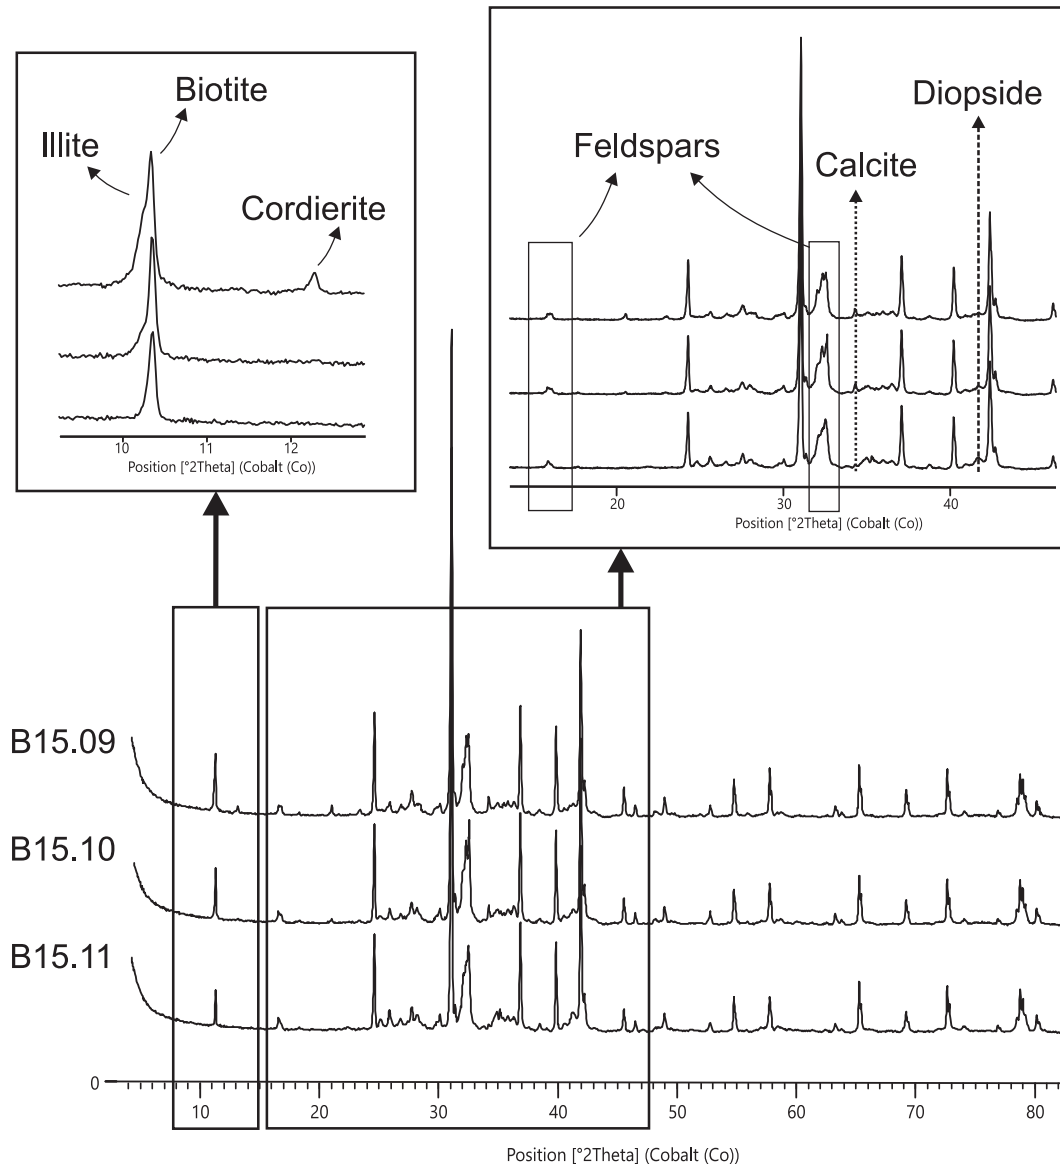 Biotite
Illite
Cordierite
10 11 12
Position [°2Theta] (Cobalt (Co))
Diopside
Feldspars
Calcite
20 30 40
Position [°2Theta] (Cobalt (Co))
B15.09
B15.10
B15.11
0
10 20 30 40 50 60 70 80
Position [°2Theta] (Cobalt (Co))